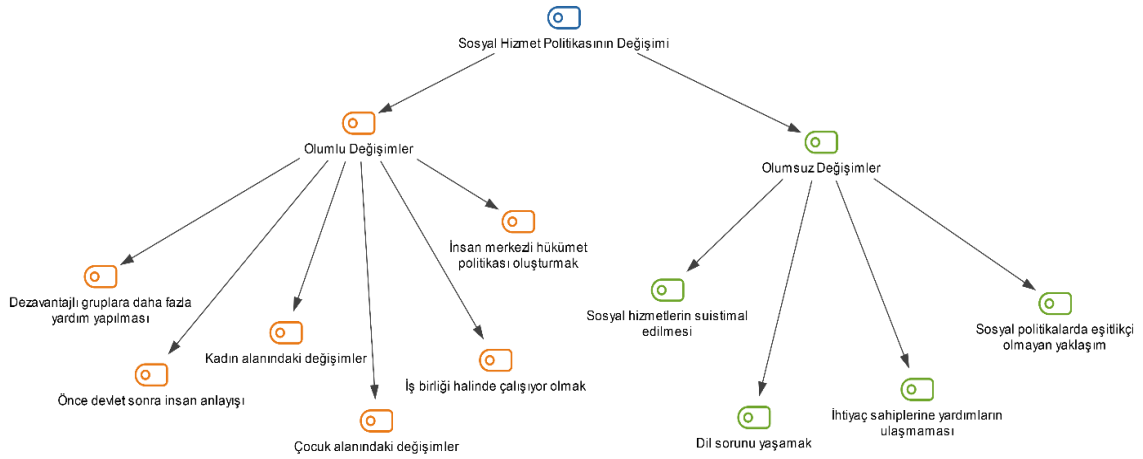 Sosyal Hizmet Politikasının Değişimi
Olumlu Değişimler
Olumsuz Değişimler
İnsan merkezli hükümet
politikası oluşturmak
Dezavantajlı gruplara daha fazla
yardım yapılması
Kadın alanındaki değişimler
Önce devlet sonra insan anlayışı
İş birliği halinde çalışıyor olmak
Çocuk alanındaki değişimler
Sosyal hizmetlerin suistimal
edilmesi
Sosyal politikalarda eşitlikçi
olmayan yaklaşım
İhtiyaç sahiplerine yardımların
ulaşmaması
Dil sorunu yaşamak